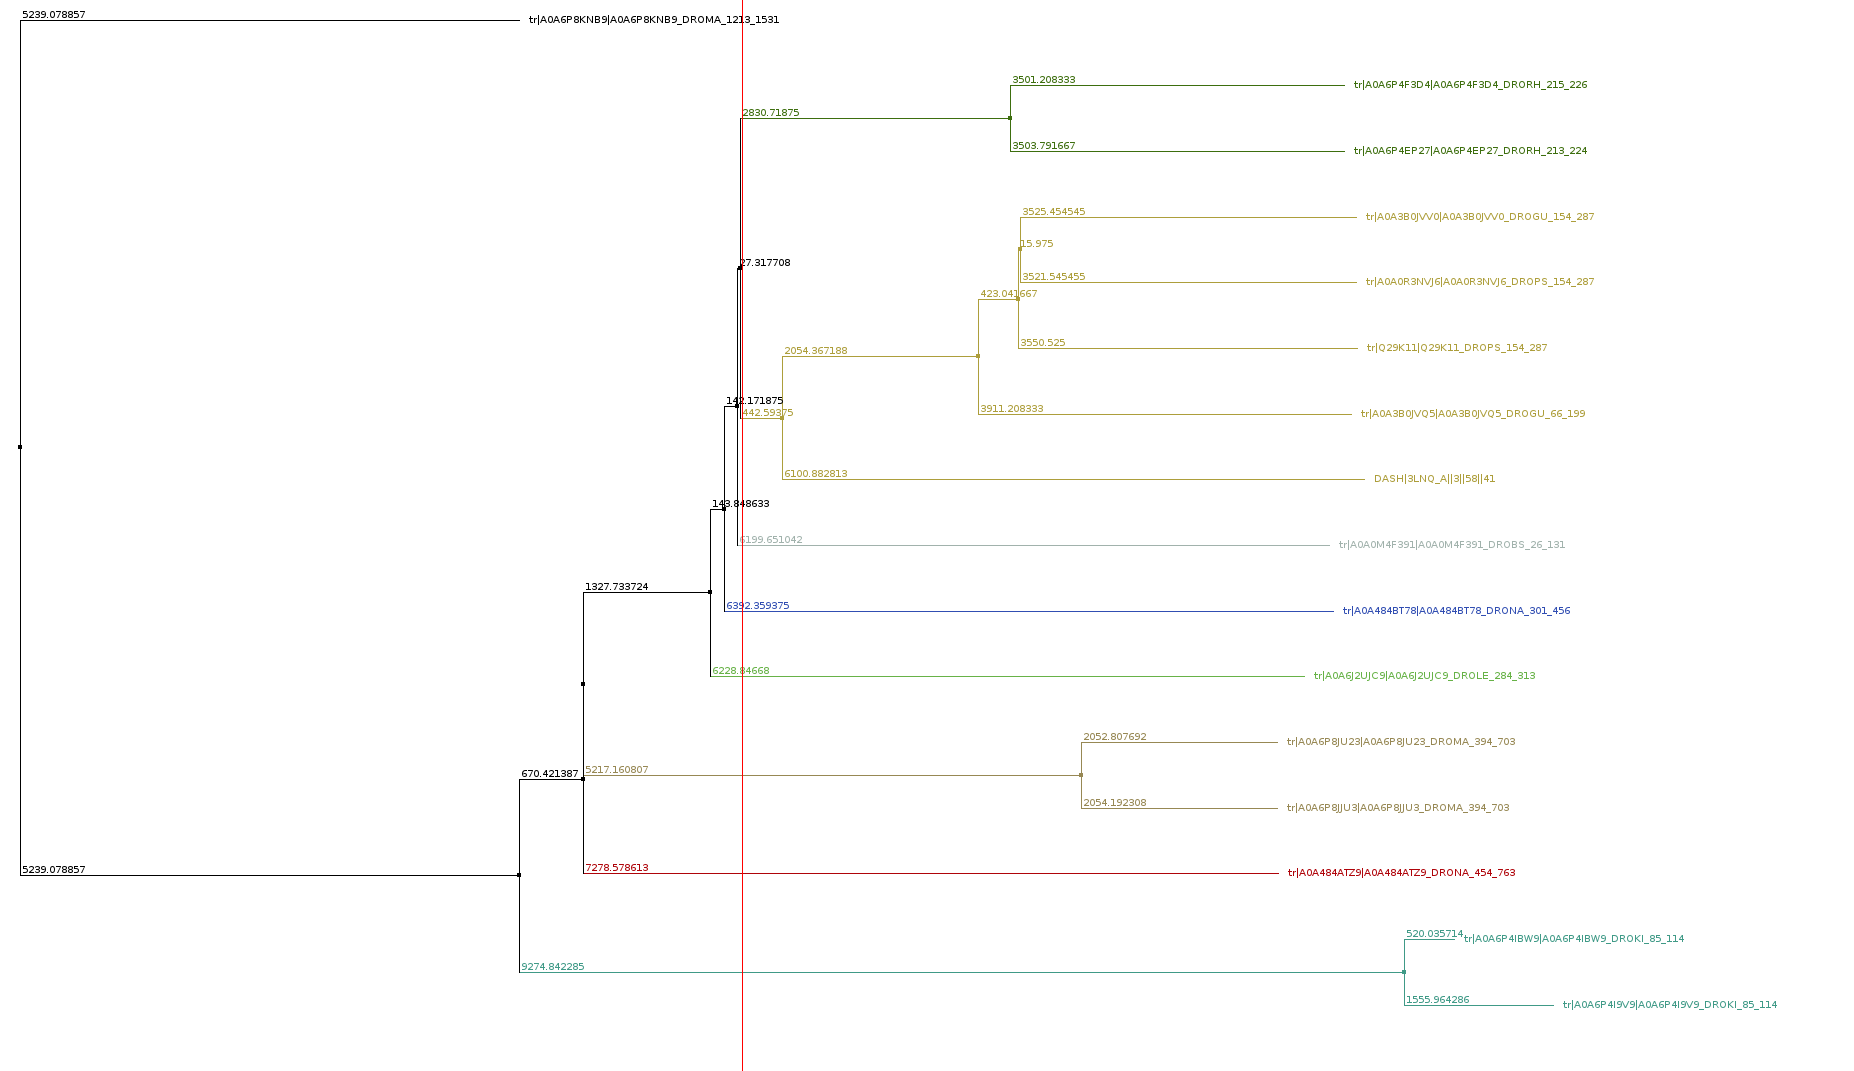 5239.078857
tr|A0A6P8KNB9|A0A6P8KNB9_DROMA_1213_1531
3501.208333
tr|A0A6P4F3D4|A0A6P4F3D4_DRORH_215_226
2830.71875
3503.791667
tr|A0A6P4EP27|A0A6P4EP27_DRORH_213_224
3525.454545
tr|A0A3B0JVV0|A0A3B0JVV0_DROGU_154_287
15.975
27.317708
3521.545455
tr|A0A0R3NVJ6|A0A0R3NVJ6_DROPS_154_287
423.041667
3550.525
tr|Q29K11|Q29K11_DROPS_154_287
2054.367188
142.171875
442.59375
3911.208333
tr|A0A3B0JVQ5|A0A3B0JVQ5_DROGU_66_199
6100.882813
DASH|3LNQ_A||3||58||41
143.848633
6199.651042
tr|A0A0M4F391|A0A0M4F391_DROBS_26_131
1327.733724
6392.359375
tr|A0A484BT78|A0A484BT78_DRONA_301_456
6228.84668
tr|A0A6J2UJC9|A0A6J2UJC9_DROLE_284_313
2052.807692
tr|A0A6P8JU23|A0A6P8JU23_DROMA_394_703
670.421387
5217.160807
2054.192308
tr|A0A6P8JJU3|A0A6P8JJU3_DROMA_394_703
5239.078857
7278.578613
tr|A0A484ATZ9|A0A484ATZ9_DRONA_454_763
520.035714
tr|A0A6P4IBW9|A0A6P4IBW9_DROKI_85_114
9274.842285
1555.964286
tr|A0A6P4I9V9|A0A6P4I9V9_DROKI_85_114